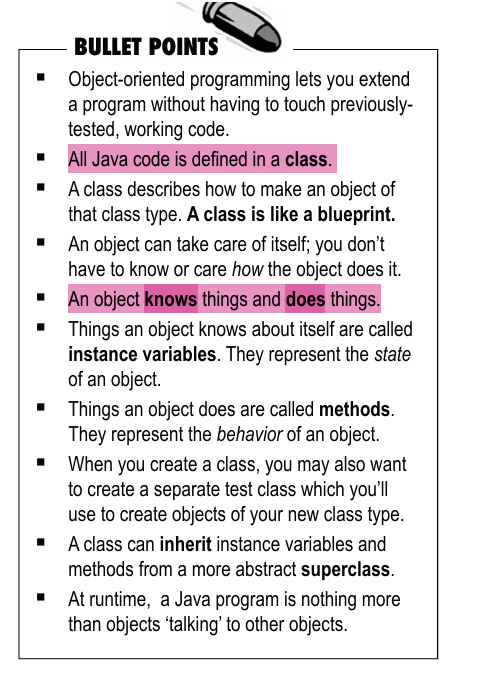 BULLET POINTS
▪ Object-oriented programming lets you extend
a program without having to touch previously-
tested, working code.
▪ All Java code is defined in a class.
▪ A class describes how to make an object of
that class type. A class is like a blueprint.
▪ An object can take care of itself; you don’t
have to know or care how the object does it.
▪ An object knows things and does things.
▪ Things an object knows about itself are called
instance variables. They represent the state
of an object.
▪ Things an object does are called methods.
They represent the behavior of an object.
▪ When you create a class, you may also want
to create a separate test class which you’ll
use to create objects of your new class type.
▪ A class can inherit instance variables and
methods from a more abstract superclass.
▪ At runtime, a Java program is nothing more
than objects ‘talking’ to other objects.